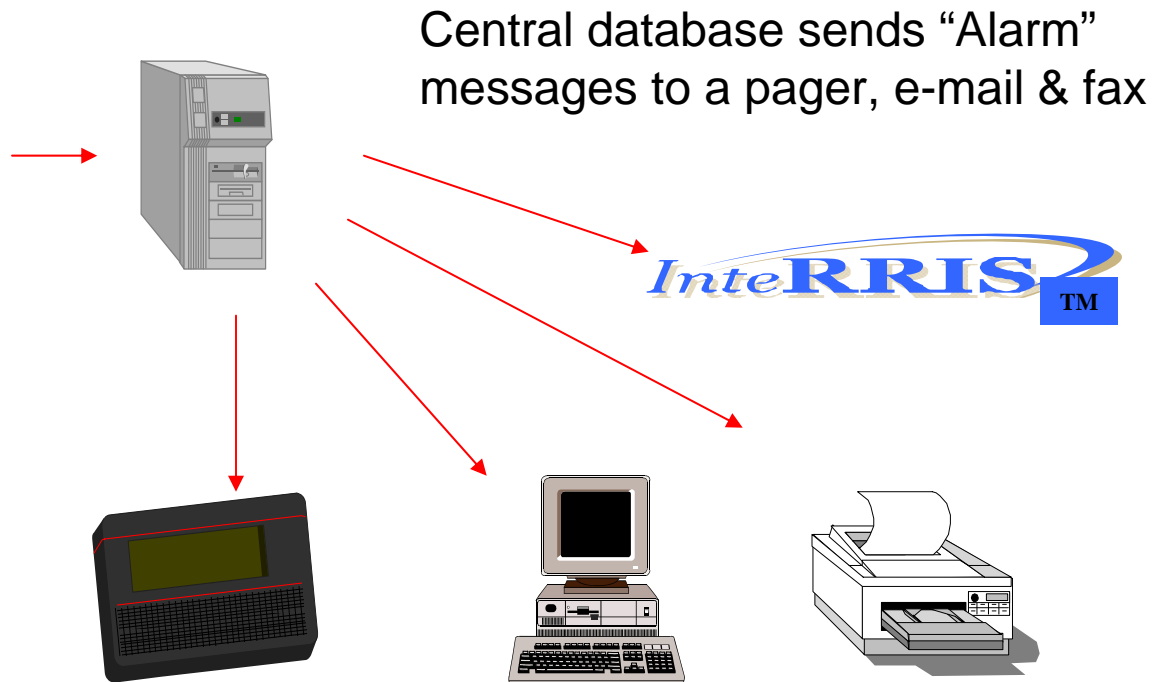 Central database sends “Alarm”
messages to a pager, e-mail & fax
InteRRIS
TM